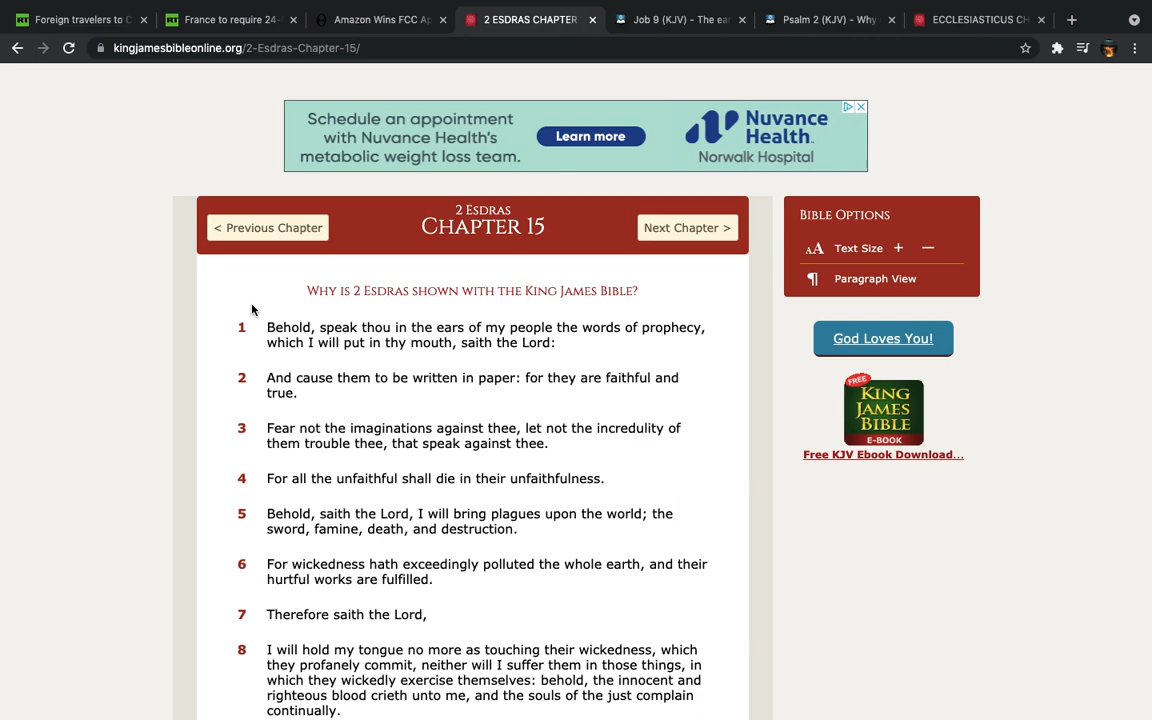 Foreign travelers to C
France to require 24-
Amazon Wins FCC Ap
2 ESDRAS CHAPTER
Job 9 (KJV) - The ea
Psalm 2 (KJV) - Why
ECCLESIASTICUS CH
kingjamesbibleonline.org/2-Esdras-Chapter-15/
Schedule an appointment
with Nuvance Health's
metabolic weight loss team.
Learn more
Nuvance
Health
Norwalk Hospital
< Previous Chapter
2 Esdras
Chapter 15
Next Chapter >
Why is 2 Esdras shown with the King James Bible?
1 Behold, speak thou in the ears of my people the words of prophecy,
which I will put in thy mouth, saith the Lord:
2 And cause them to be written in paper: for they are faithful and
true.
3 Fear not the imaginations against thee, let not the incredulity of
them trouble thee, that speak against thee.
4 For all the unfaithful shall die in their unfaithfulness.
5 Behold, saith the Lord, I will bring plagues upon the world; the
sword, famine, death, and destruction.
6 For wickedness hath exceedingly polluted the whole earth, and their
hurtful works are fulfilled.
7 Therefore saith the Lord,
8 I will hold my tongue no more as touching their wickedness, which
they profanely commit, neither will I suffer them in those things, in
which they wickedly exercise themselves: behold, the innocent and
righteous blood crieth unto me, and the souls of the just complain
continually.
Bible Options
AA Text Size + −
¶ Paragraph View
God Loves You!
FREE
KING
JAMES
BIBLE
E-BOOK
Free KJV Ebook Download...